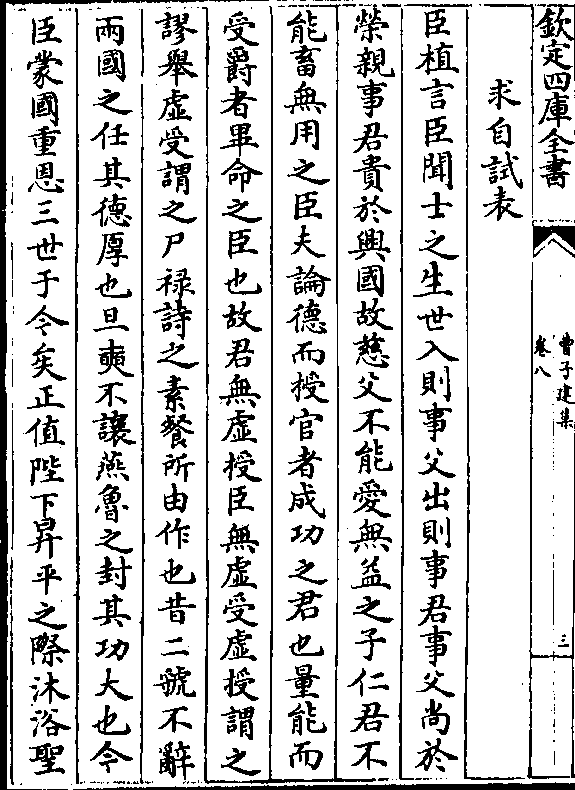 欽定四庫全書
曹子建集
卷八
三
求自試表
臣植言臣聞士之生世入則事父出則事君事父尚於
榮親事君貴於興國故慈父不能愛無益之子仁君不
能畜無用之臣夫論德而授官者成功之君也量能而
受爵者畢命之臣也故君無虛授臣無虛受虛授謂之
謬舉虛受謂之尸祿詩之素餐所由作也昔二虢不辭
兩國之任其德厚也旦奭不讓燕魯之封其功大也今
臣蒙國重恩三世于今矣正值陛下昇平之際沐浴聖